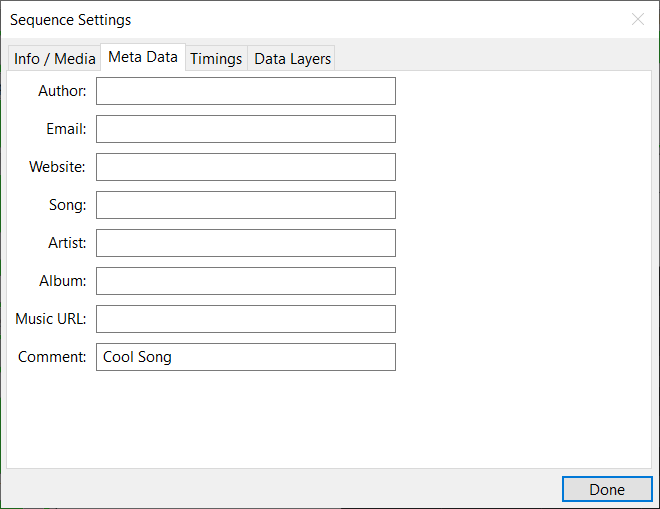 Sequence Settings
Info / Media Meta Data Timings Data Layers
Author:
Email:
Website:
Song:
Artist:
Album:
Music URL:
Comment: Cool Song
Done